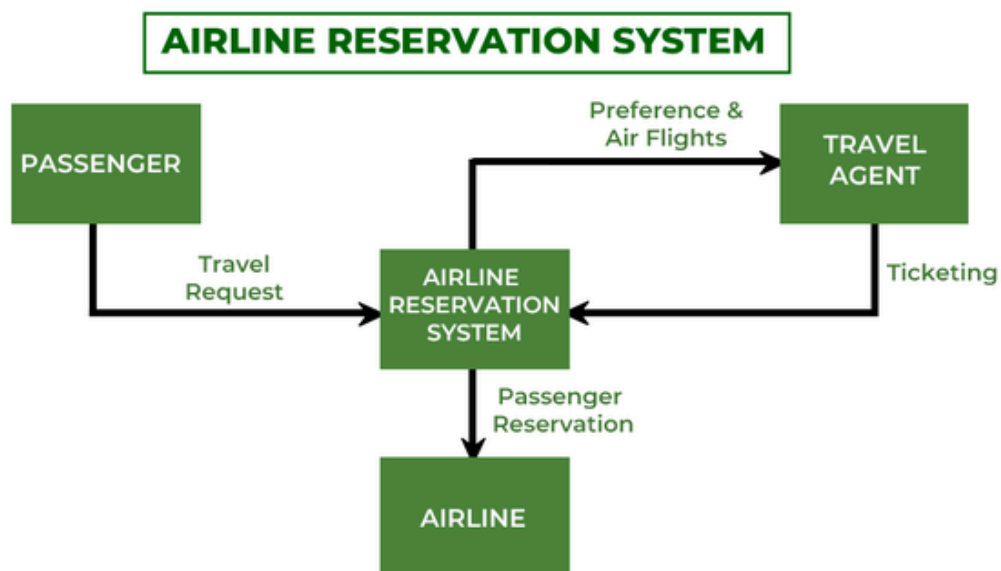 AIRLINE RESERVATION SYSTEM
PASSENGER
Preference &
Air Flights
TRAVEL
AGENT
Travel
Request
AIRLINE
RESERVATION
SYSTEM
Ticketing
Passenger
Reservation
AIRLINE